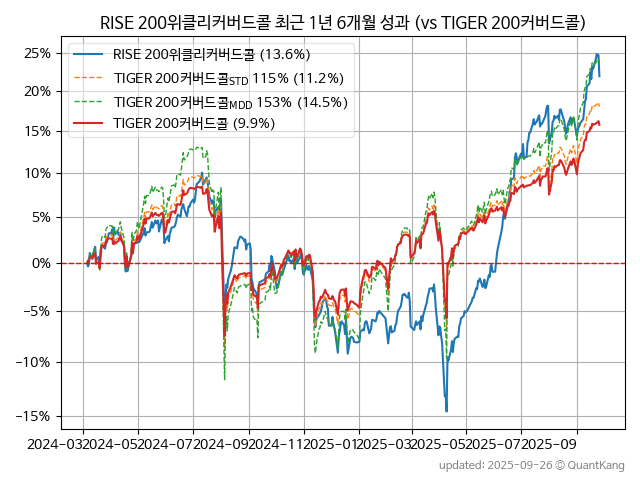 RISE 200위클리커버드콜 최근 1년 6개월 성과 (vs TIGER 200커버드콜)
RISE 200위클리커버드콜 (13.6%)
TIGER 200커버드콜STD 115% (11.2%)
TIGER 200커버드콜MDD 153% (14.5%)
TIGER 200커버드콜 (9.9%)
25%
20%
15%
10%
5%
0%
−5%
−10%
−15%
2024-03 2024-05 2024-07 2024-09 2024-11 2025-01 2025-03 2025-05 2025-07 2025-09
updated: 2025-09-26 © QuantKang